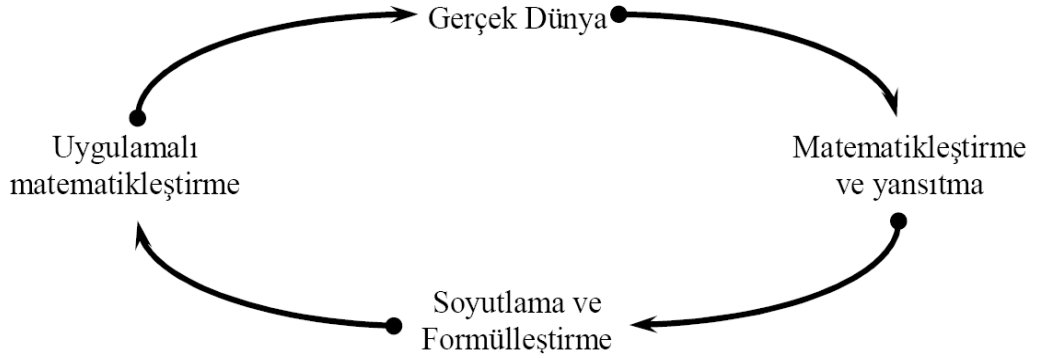 Gerçek Dünya
Matematikleştirme
ve yansıtma
Soyutlama ve
Formülleştirme
Uygulamalı
matematikleştirme